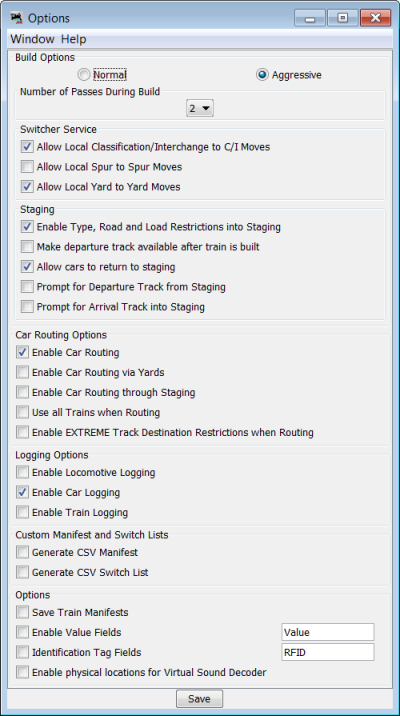 Options
Window Help
Build Options
Normal Aggressive
Number of Passes During Build
2
Switcher Service
Allow Local Classification/Interchange to C/I Moves
Allow Local Spur to Spur Moves
Allow Local Yard to Yard Moves
Staging
Enable Type, Road and Load Restrictions into Staging
Make departure track available after train is built
Allow cars to return to staging
Prompt for Departure Track from Staging
Prompt for Arrival Track into Staging
Car Routing Options
Enable Car Routing
Enable Car Routing via Yards
Enable Car Routing through Staging
Use all Trains when Routing
Enable EXTREME Track Destination Restrictions when Routing
Logging Options
Enable Locomotive Logging
Enable Car Logging
Enable Train Logging
Custom Manifest and Switch Lists
Generate CSV Manifest
Generate CSV Switch List
Options
Save Train Manifests
Enable Value Fields Value
Identification Tag Fields RFID
Enable physical locations for Virtual Sound Decoder
Save